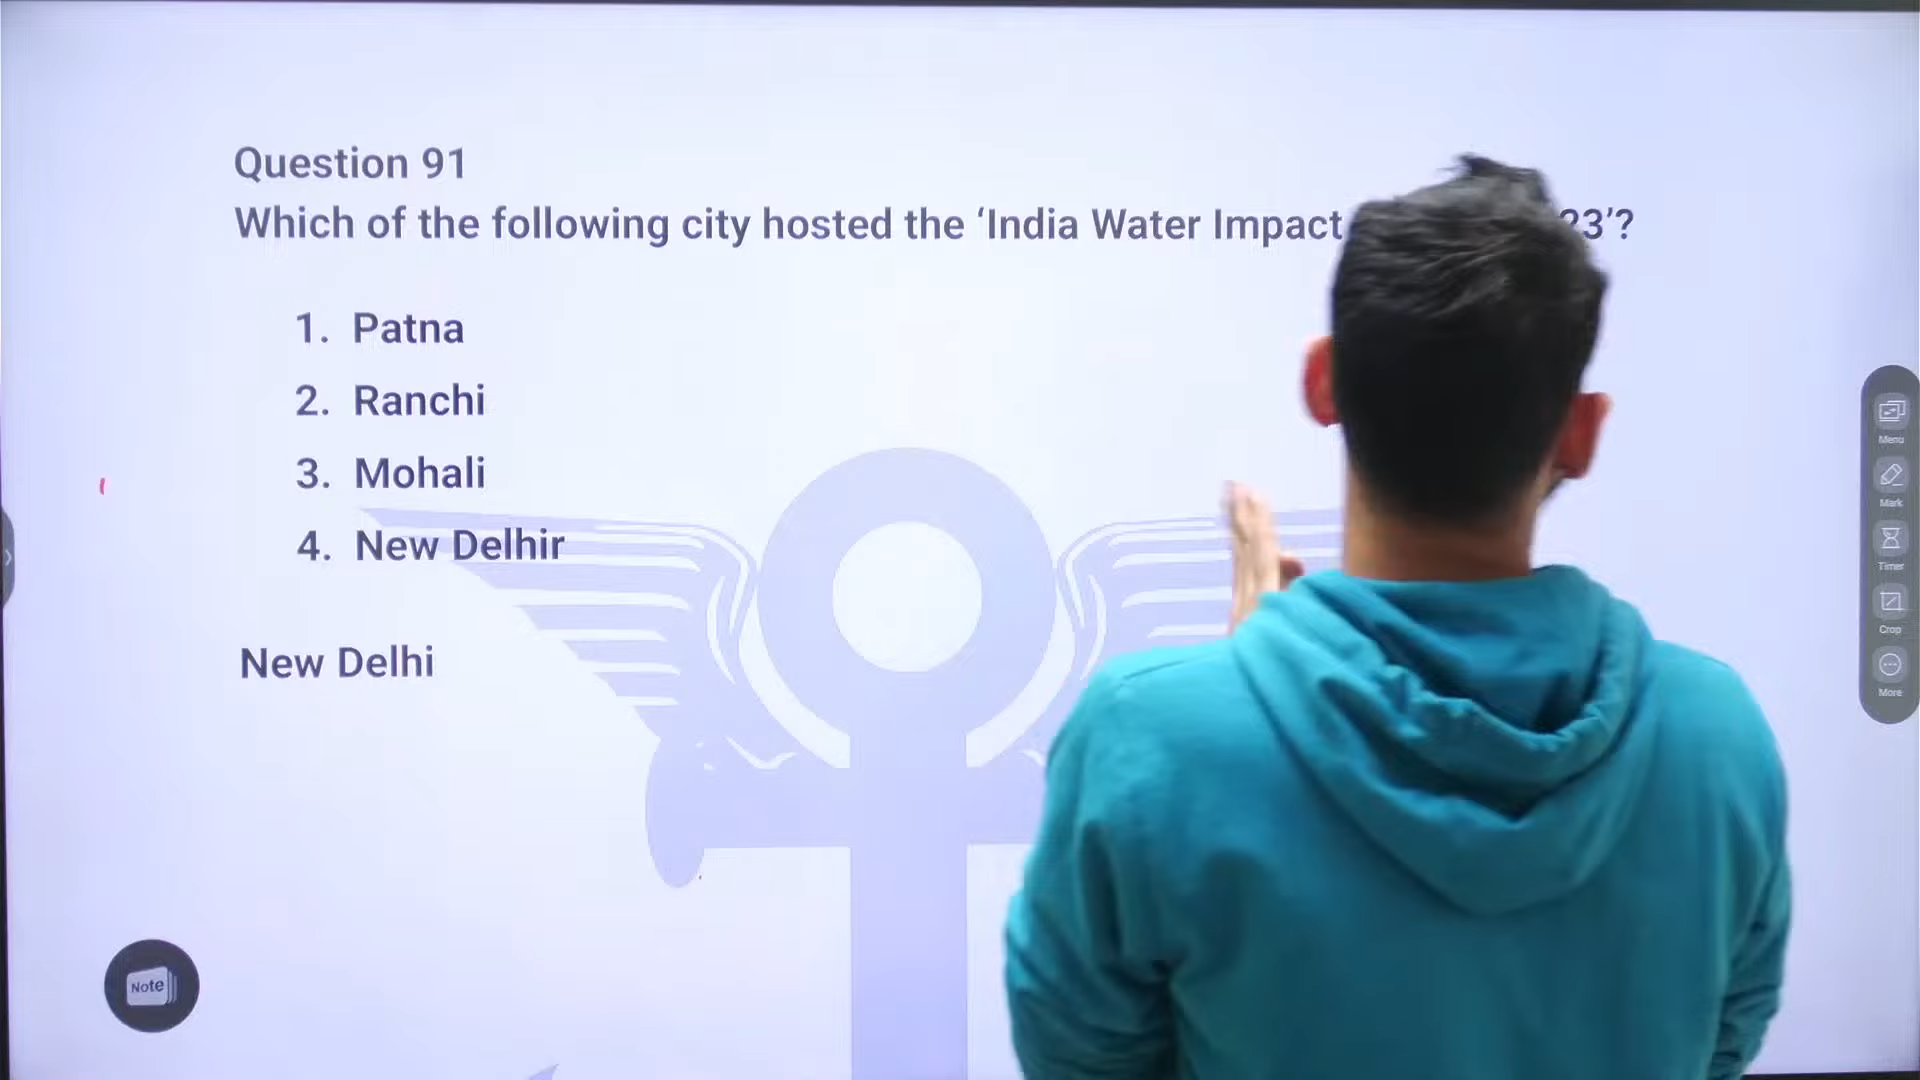 Question 91
Which of the following city hosted the ‘India Water Impact 23’?
1. Patna
2. Ranchi
3. Mohali
4. New Delhir
New Delhi
Menu
Mark
Timer
Crop
More
Note